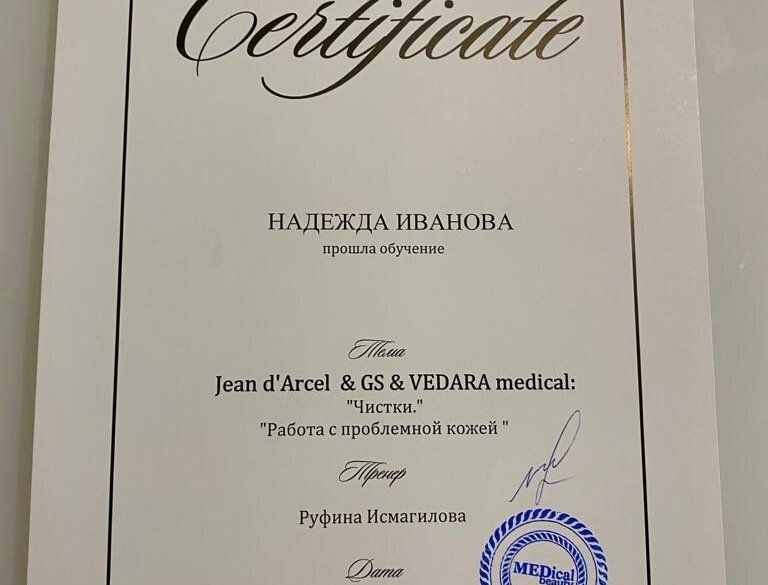 Certificate
НАДЕЖДА ИВАНОВА
прошла обучение
Тема
Jean d'Arcel & GS & VEDARA medical:
"Чистки."
"Работа с проблемной кожей "
Тренер
Руфина Исмагилова
Дата
MEDical
beauty